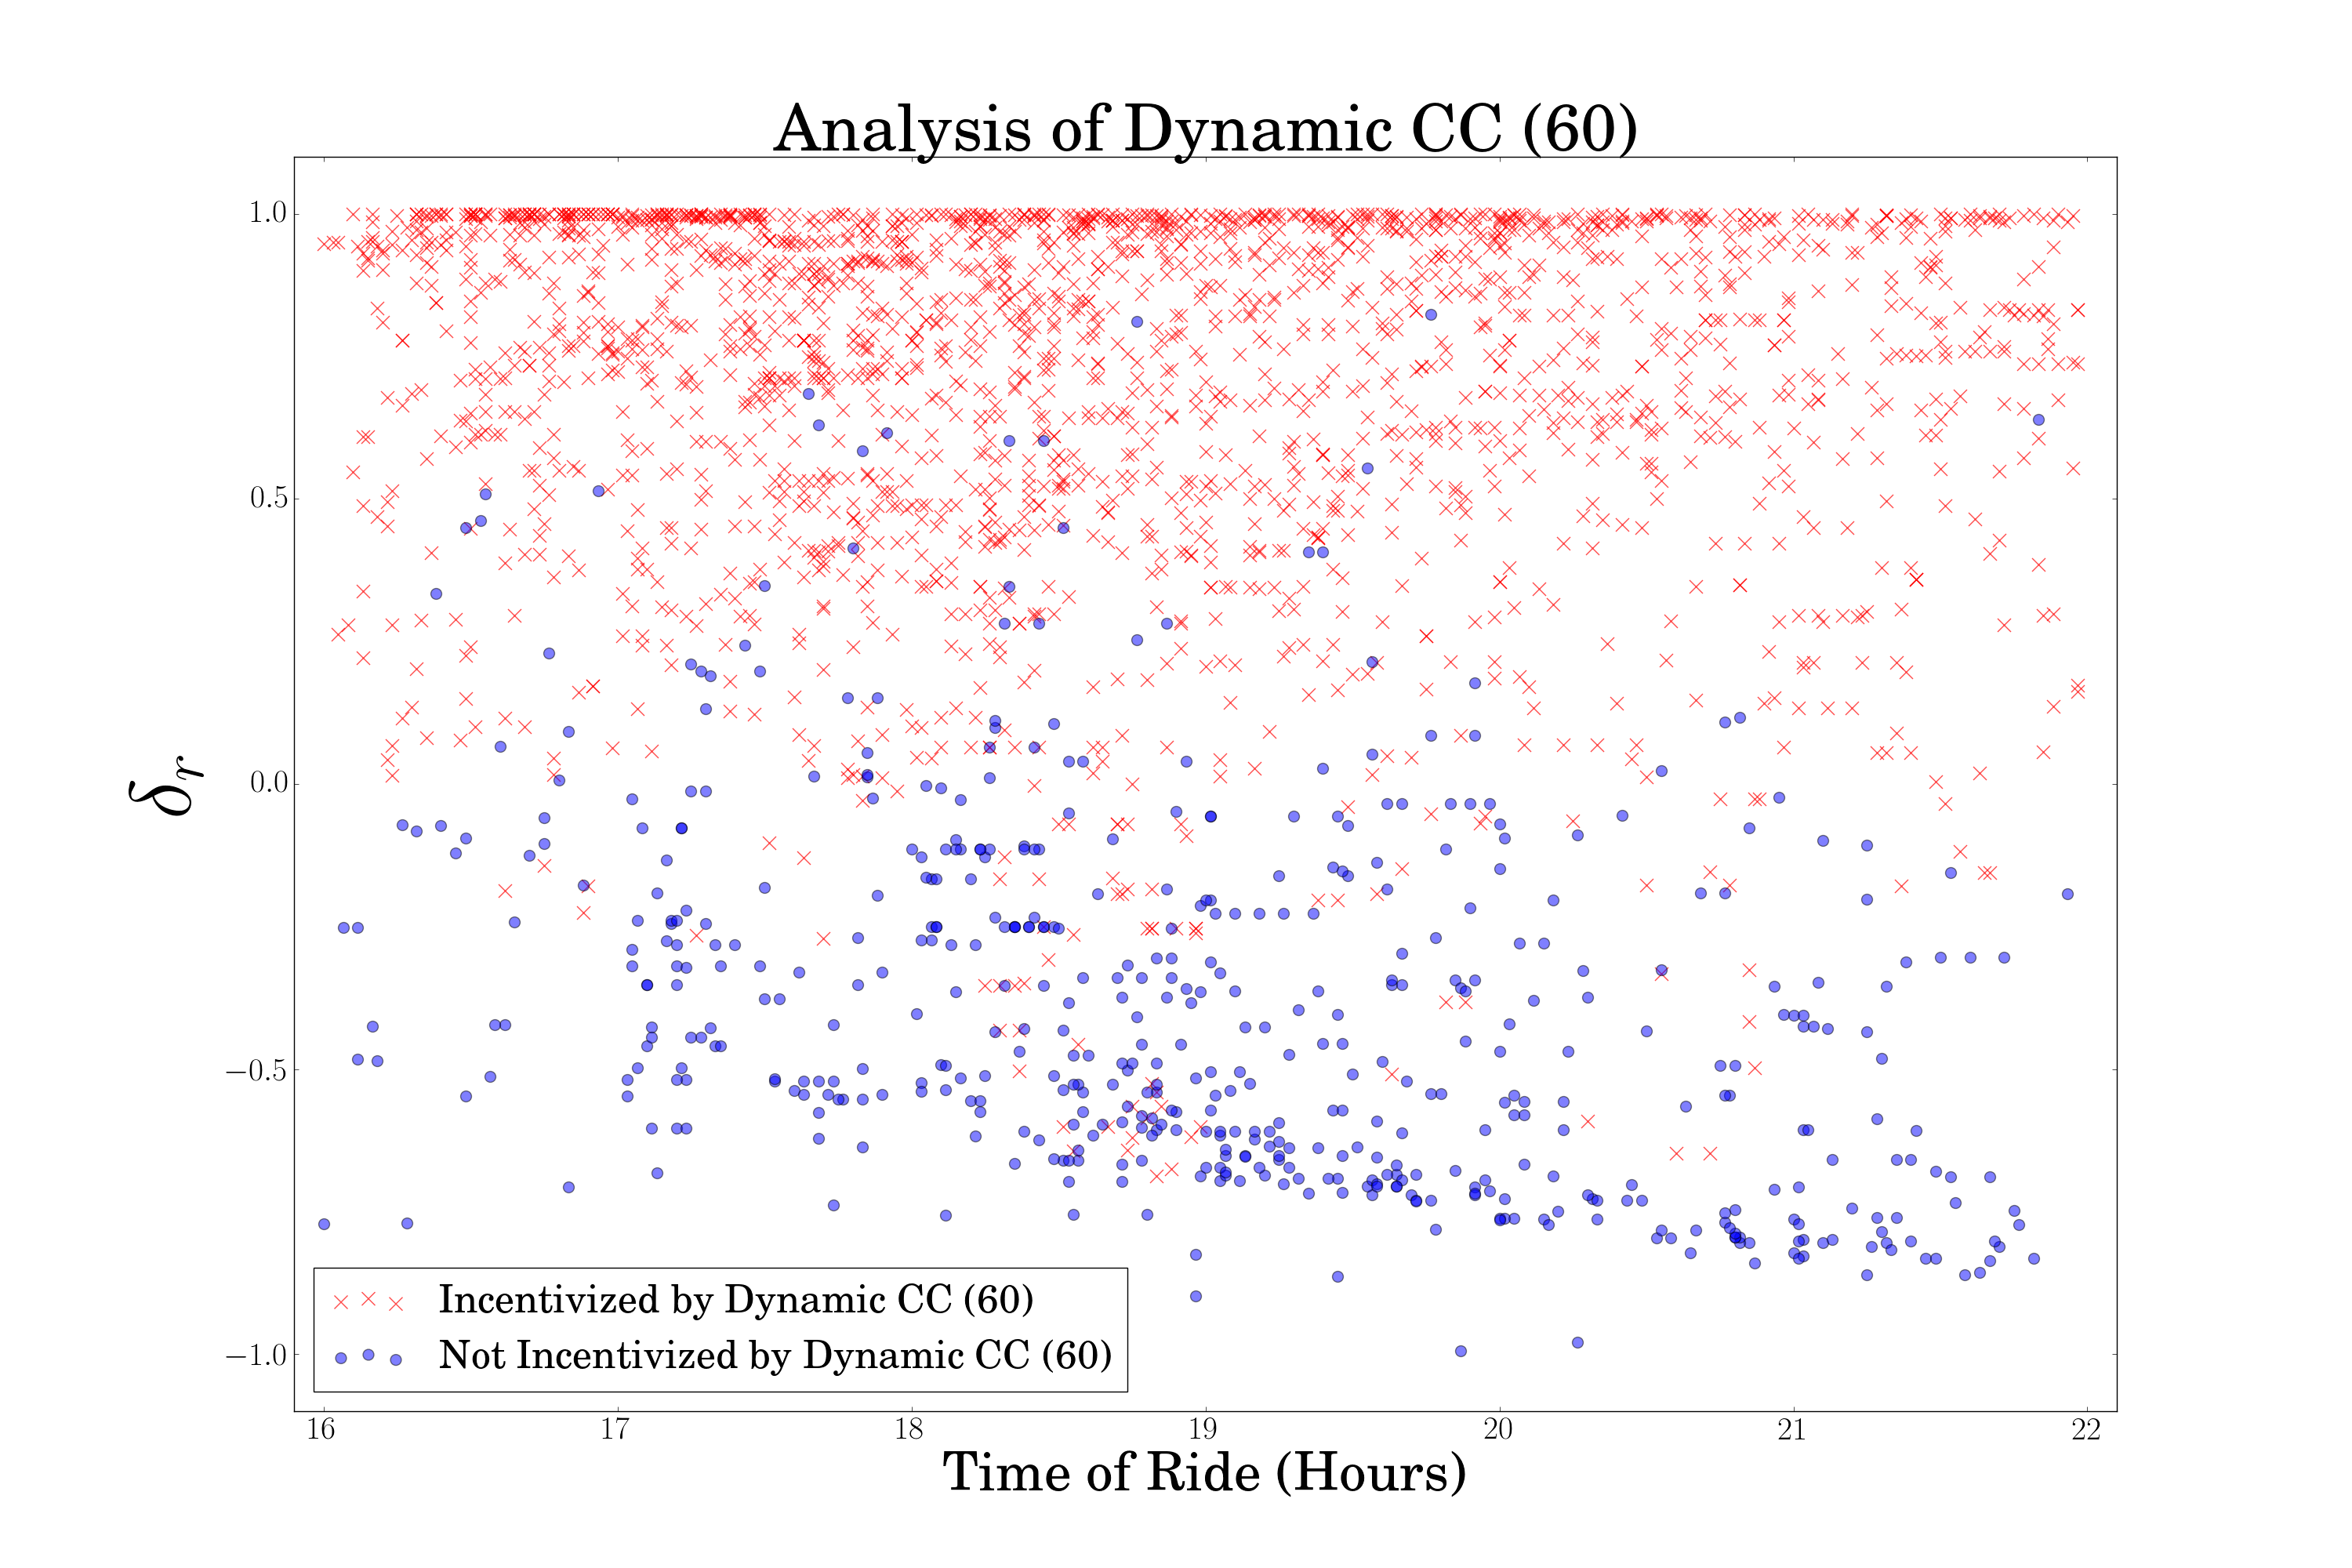 Analysis of Dynamic CC (60)
1.0
0.5
0.0
−0.5
−1.0
δr
Incentivized by Dynamic CC (60)
Not Incentivized by Dynamic CC (60)
16 17 18 19 20 21 22
Time of Ride (Hours)